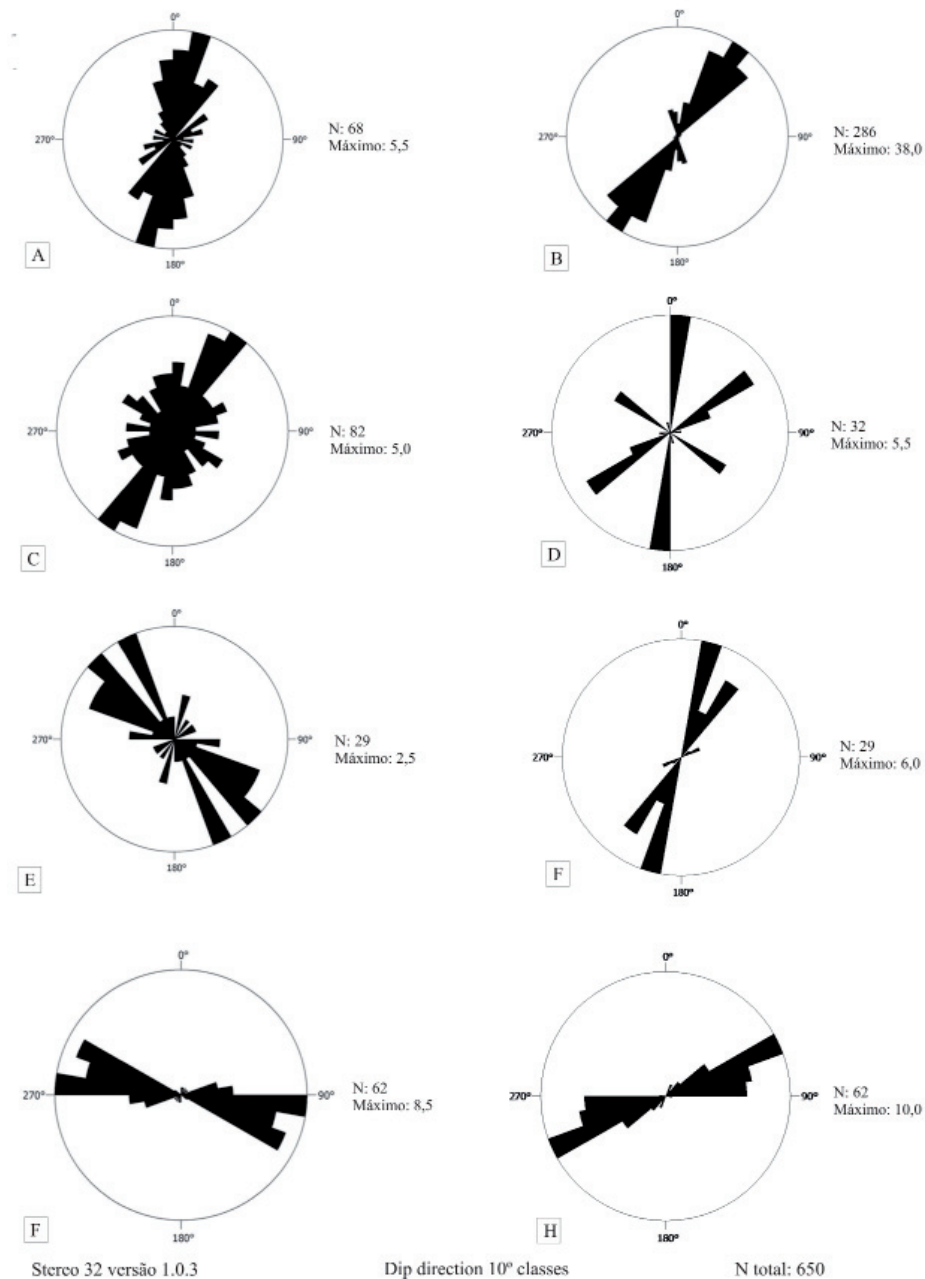 0°
270°
90°
180°
N: 68
Máximo: 5,5
A
0°
270°
90°
180°
N: 286
Máximo: 38,0
B
0°
270°
90°
180°
N: 82
Máximo: 5,0
C
0°
270°
90°
180°
N: 32
Máximo: 5,5
D
0°
270°
90°
180°
N: 29
Máximo: 2,5
E
0°
270°
90°
180°
N: 29
Máximo: 6,0
F
0°
270°
90°
180°
N: 62
Máximo: 8,5
F
0°
270°
90°
180°
N: 62
Máximo: 10,0
H
Stereo 32 versão 1.0.3 Dip direction 10° classes N total: 650